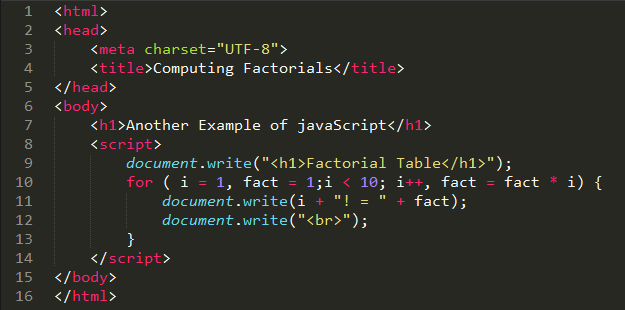 1 <html>
2 <head>
3     <meta charset="UTF-8">
4     <title>Computing Factorials</title>
5 </head>
6 <body>
7     <h1>Another Example of javaScript</h1>
8     <script>
9         document.write("<h1>Factorial Table</h1>");
10         for ( i = 1, fact = 1;i < 10; i++, fact = fact * i) {
11             document.write(i + "! = " + fact);
12             document.write("<br>");
13         }
14     </script>
15 </body>
16 </html>